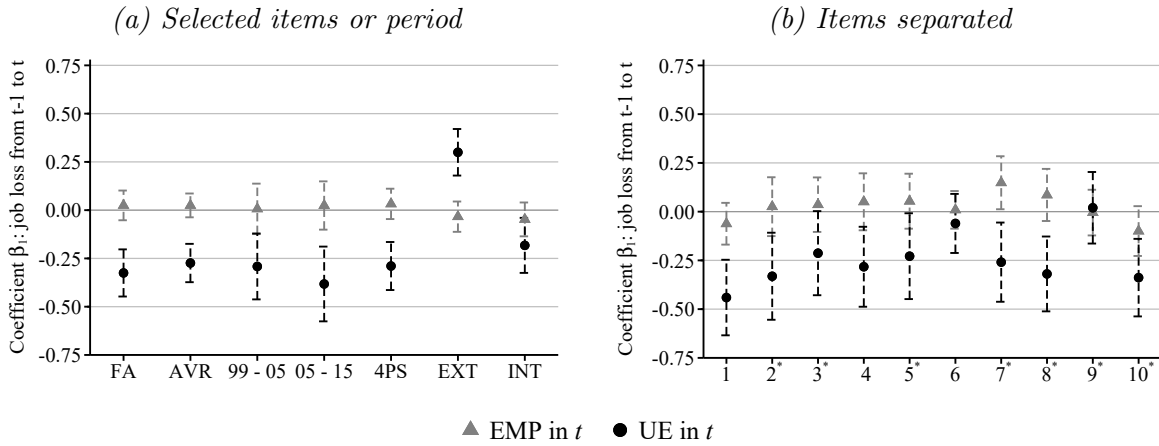 (a) Selected items or period
Coefficient β₁: job loss from t-1 to t
0.75
0.50
0.25
0.00
-0.25
-0.50
-0.75
FA AVR 99 - 05 05 - 15 4PS EXT INT
(b) Items separated
Coefficient β₁: job loss from t-1 to t
0.75
0.50
0.25
0.00
-0.25
-0.50
-0.75
1 2* 3* 4 5* 6 7* 8* 9* 10*
EMP in t UE in t